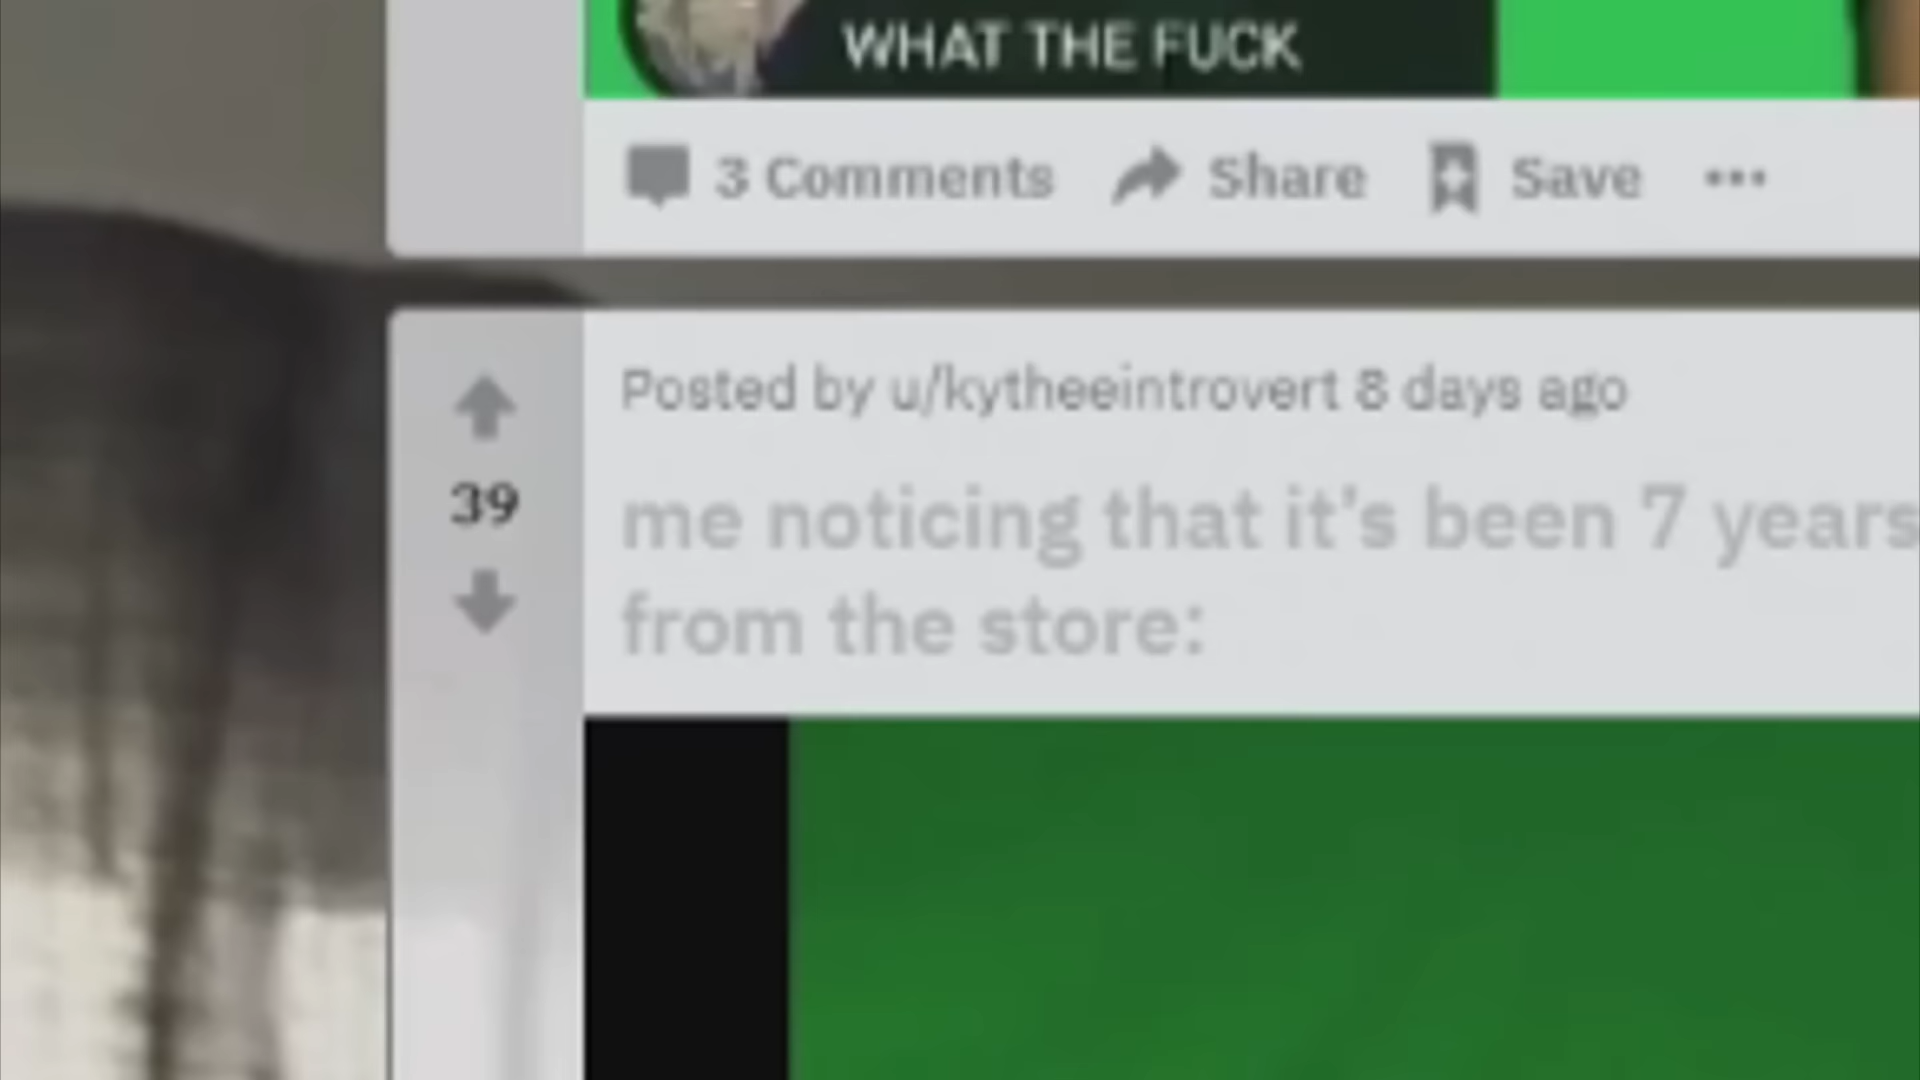 WHAT THE FUCK
3 Comments Share Save
Posted by u/kytheeintrovert 8 days ago
39
me noticing that it's been 7 years
from the store: